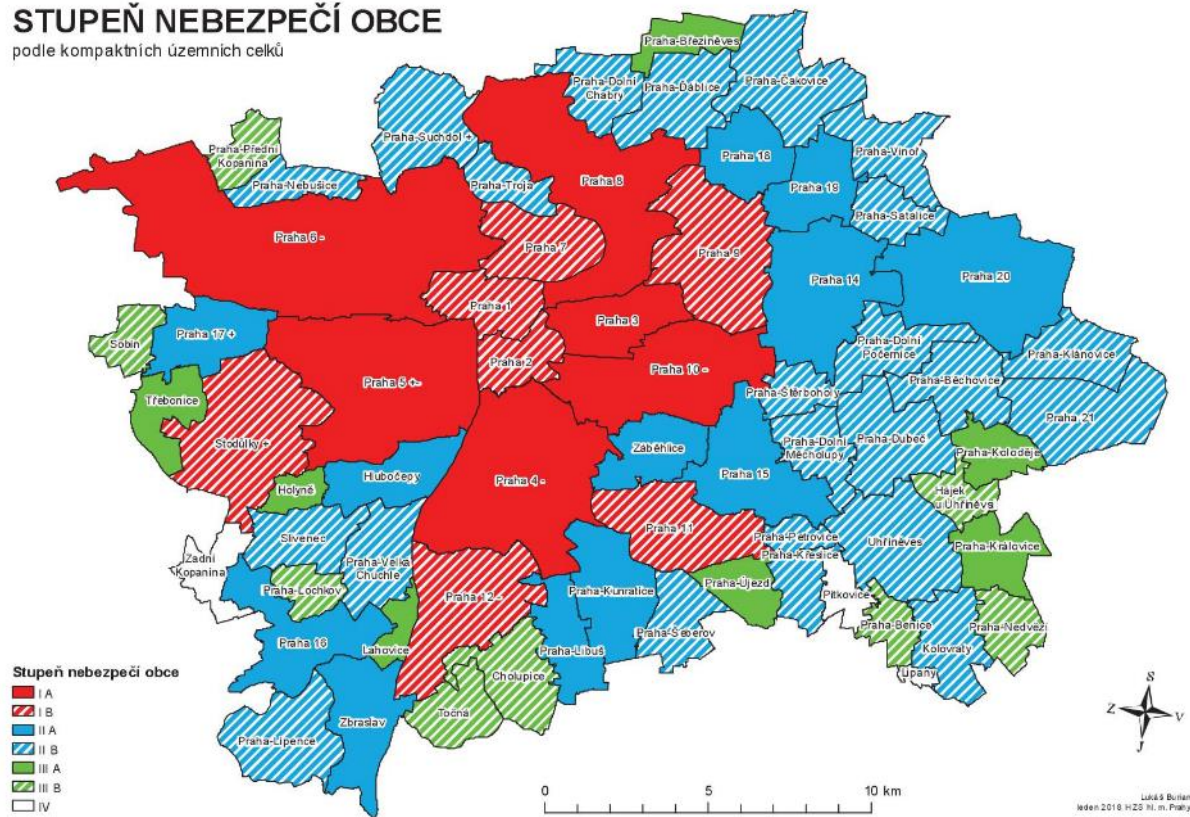 STUPEŇ NEBEZPEČÍ OBCE
podle kompaktních územních celků
Praha-Březiněves
Praha-Dolní
Chabry
Praha-Ďáblice
Praha-Čakovice
Praha-Suchdol +
Praha-Přední
Kopanina
Praha-Nebušice
Praha-Troja
Praha 8
Praha 18
Praha-Vinoř
Praha 19
Praha-Satalice
Praha 6 -
Praha 7
Praha 9
Praha 14
Praha 20
Praha 1
Praha 3
Praha 17 +
Sobín
Praha 2
Praha-Dolní
Počernice
Praha-Klánovice
Praha 5 +-
Praha 10 -
Praha-Běchovice
Praha-Štěrboholy
Třebonice
Praha 21
Stodůlky +
Záběhlice
Praha-Dolní
Měcholupy
Praha-Dubeč
Praha-Koloděje
Hlubočepy
Praha 15
Praha 4 -
Holyně
Hájek
u Uhříněvs
Praha 11
Slivenec
Praha-Petrovice
Uhříněves
Praha-Královice
Zadní
Kopanina
Praha-Velká
Chuchle
Praha-Křeslice
Praha-Lochkov
Praha-Kunratice
Praha-Újezd
Pitkovice
Praha 12 -
Praha-Benice
Praha-Nedvězí
Praha 16
Lahovice
Praha-Libuš
Praha-Šeberov
Kolovraty
Cholupice
Lipany
Točná
Zbraslav
Praha-Lipence
Stupeň nebezpečí obce
I A
I B
II A
II B
III A
III B
IV
S
Z
V
J
0 5 10 km
Lukáš Burian
leden 2018 HZS hl. m. Prahy